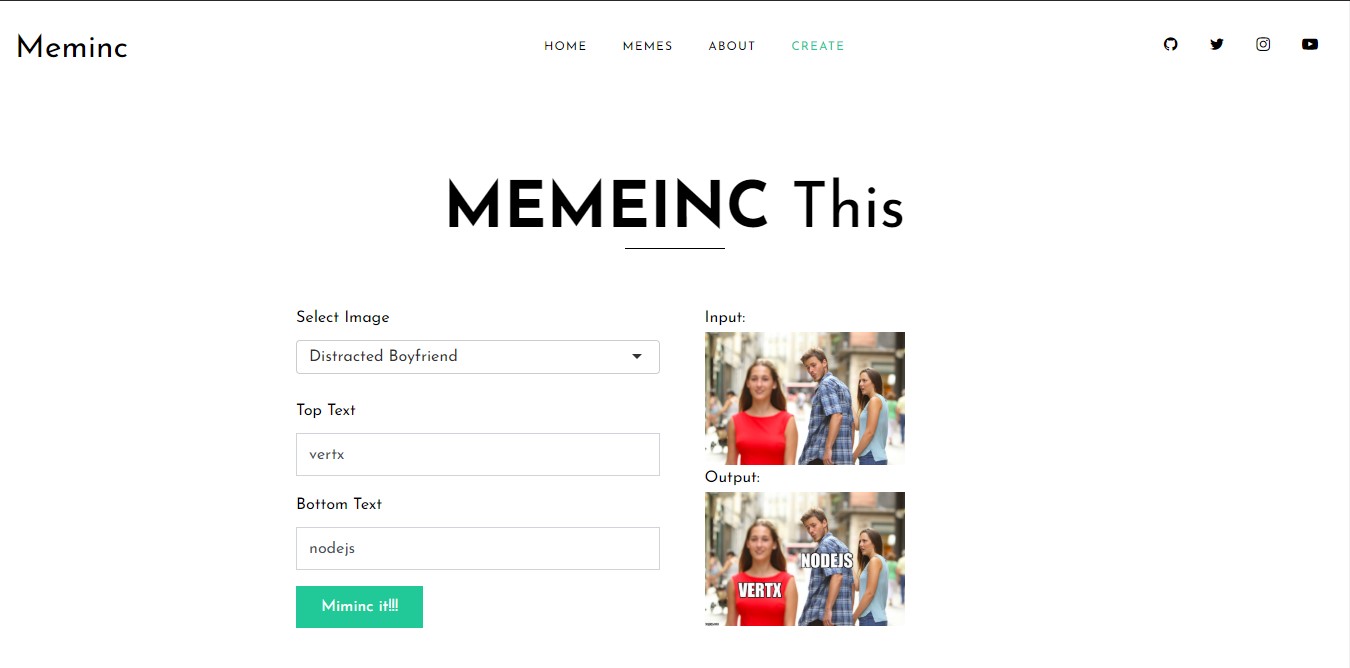 Meminc
HOME MEMES ABOUT CREATE
MEMEINC This
Select Image
Distracted Boyfriend
Top Text
vertx
Bottom Text
nodejs
Miminc it!!!
Input:
Output:
NODEJS
VERTX